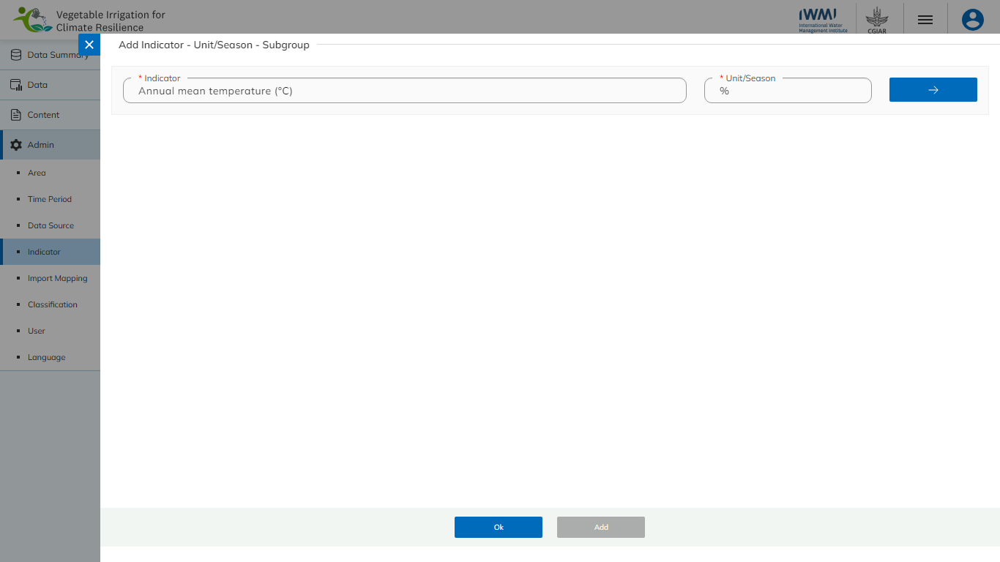 Vegetable Irrigation for
Climate Resilience
IWMI
International Water
Management Institute
CGIAR
Data Summary
Data
Content
Admin
Area
Time Period
Data Source
Indicator
Import Mapping
Classification
User
Language
Add Indicator - Unit/Season - Subgroup
* Indicator
Annual mean temperature (°C)
* Unit/Season
%
Ok
Add